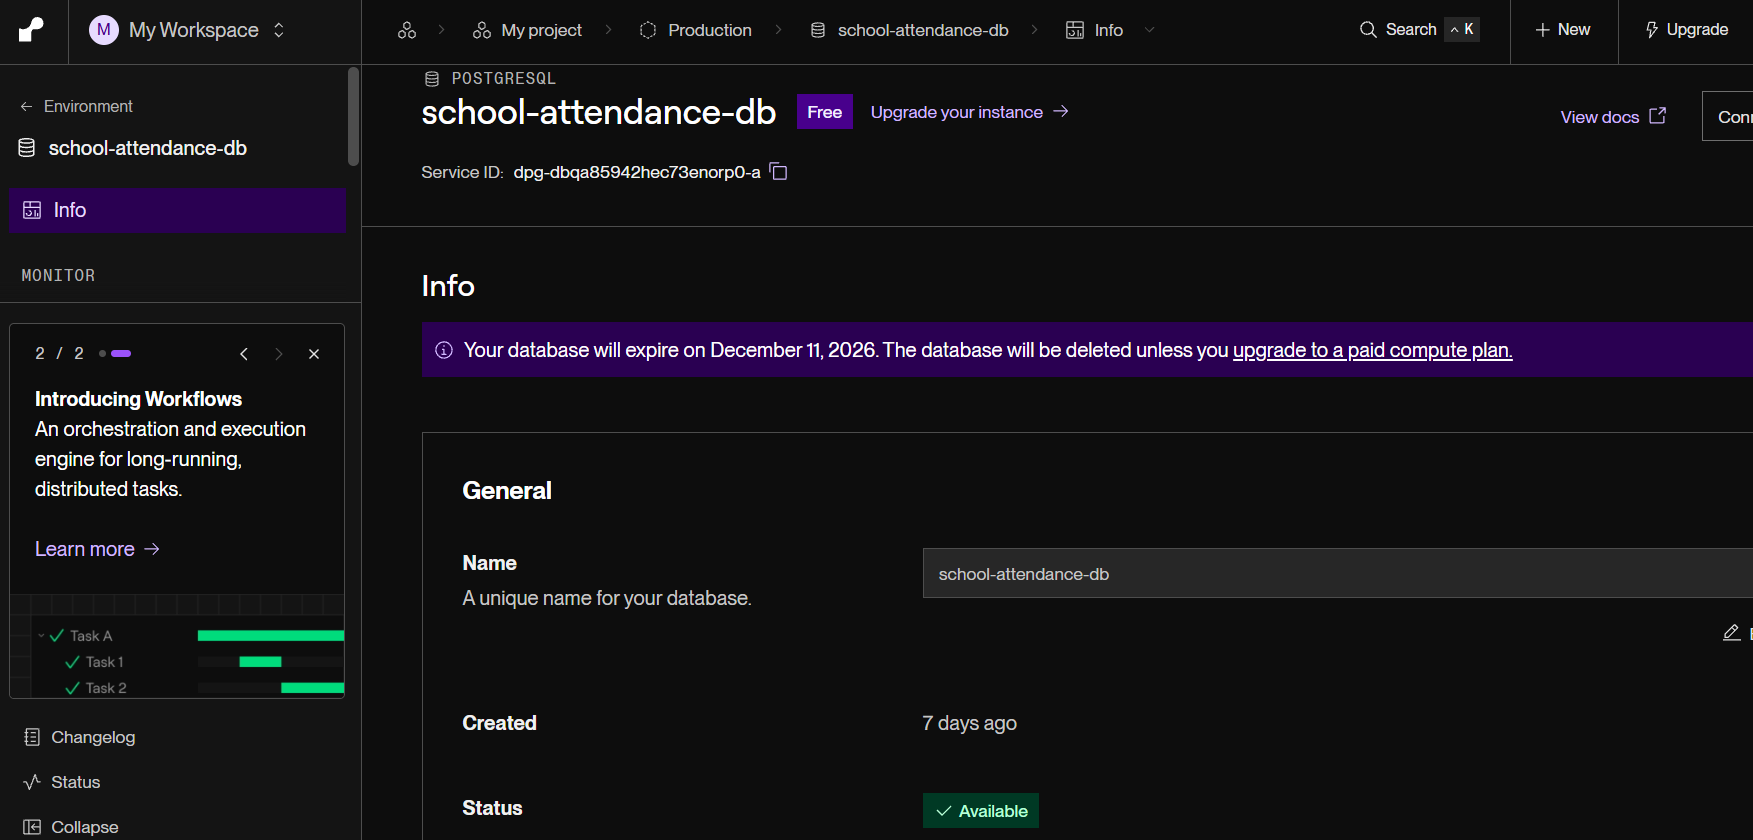 M My Workspace
My project
Production
school-attendance-db
Info
Search ^ K
+ New
Upgrade
← Environment
school-attendance-db
Info
MONITOR
2 / 2
Introducing Workflows
An orchestration and execution
engine for long-running,
distributed tasks.
Learn more →
Task A
Task 1
Task 2
Changelog
Status
Collapse
POSTGRESQL
school-attendance-db
Free
Upgrade your instance →
View docs
Service ID: dpg-dbqa85942hec73enorp0-a
Info
Your database will expire on December 11, 2026. The database will be deleted unless you upgrade to a paid compute plan.
General
Name
A unique name for your database.
school-attendance-db
Created
7 days ago
Status
Available